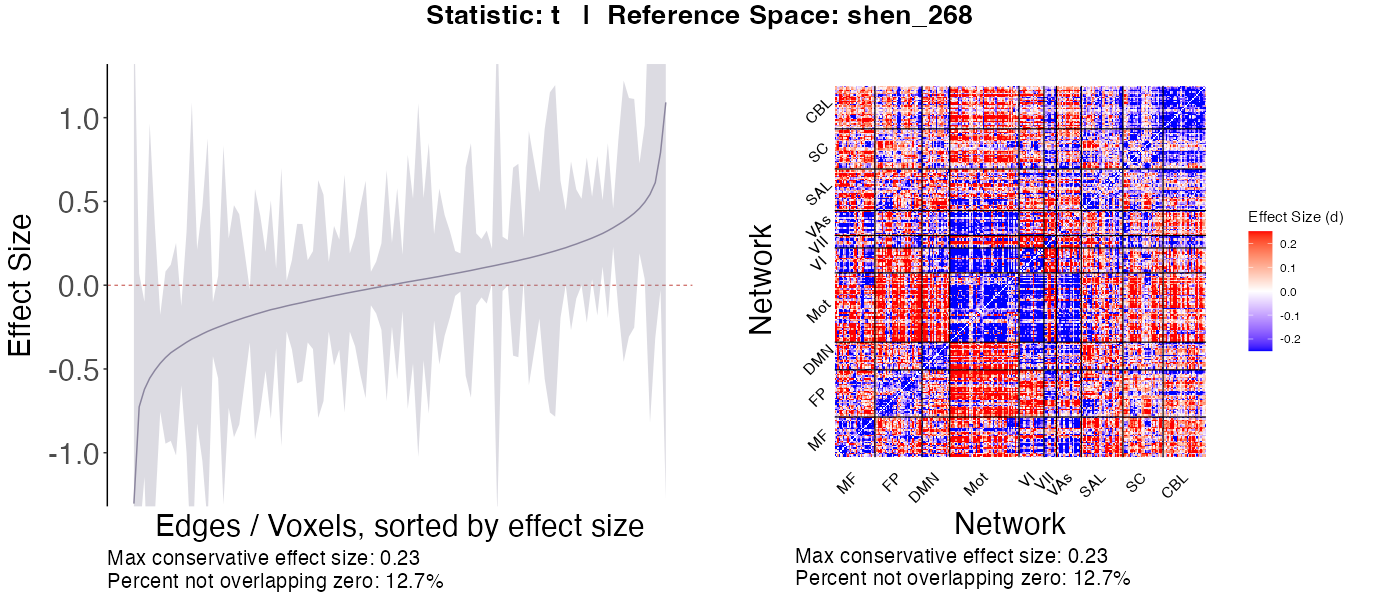 Statistic: t | Reference Space: shen_268
Effect Size
1.0
0.5
0.0
-0.5
-1.0
Edges / Voxels, sorted by effect size
Max conservative effect size: 0.23
Percent not overlapping zero: 12.7%
Network
CBL
SC
SAL
VAs
VII
VI
Mot
DMN
FP
MF
MF
FP
DMN
Mot
VI
VII
VAs
SAL
SC
CBL
Network
Max conservative effect size: 0.23
Percent not overlapping zero: 12.7%
Effect Size (d)
0.2
0.1
0.0
-0.1
-0.2